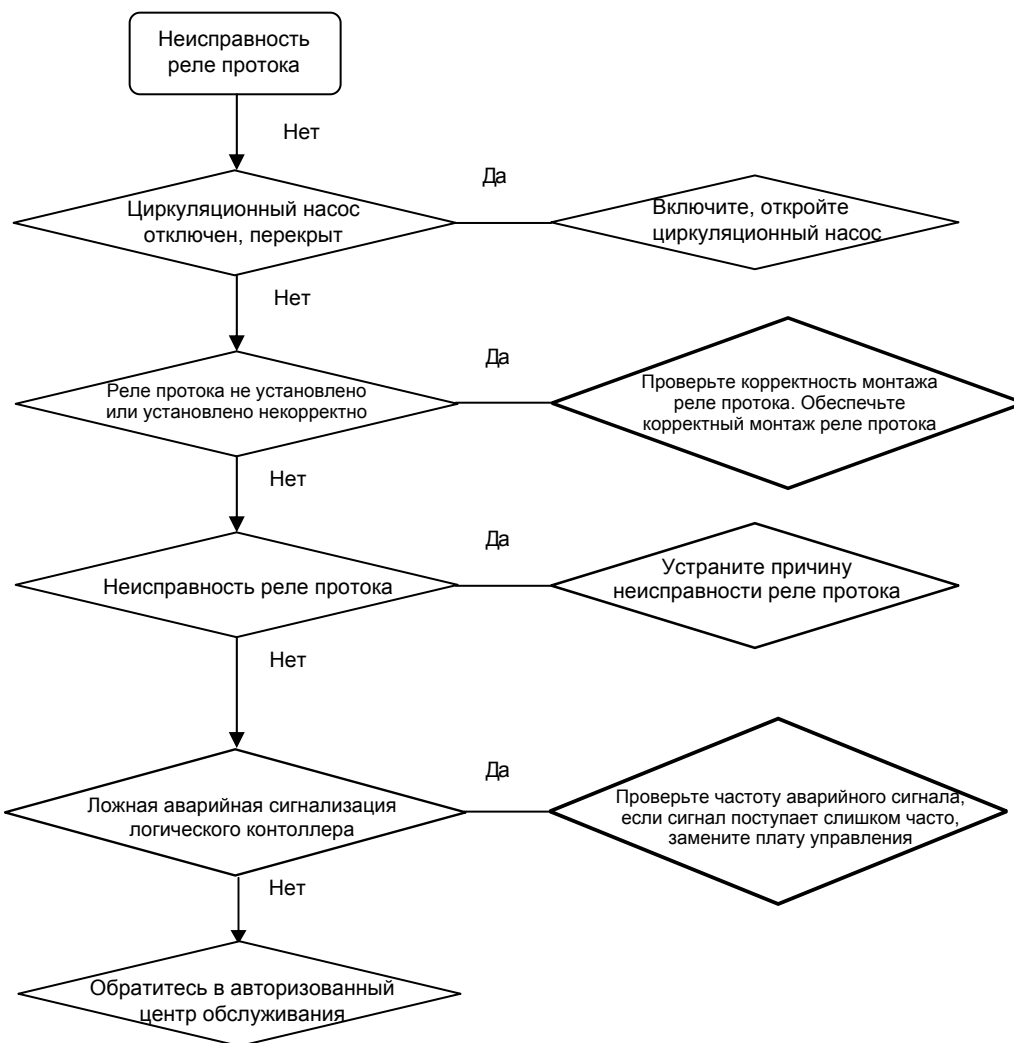 Неисправность
реле протока
Нет
Да
Циркуляционный насос
отключен, перекрыт
Включите, откройте
циркуляционный насос
Нет
Да
Реле протока не установлено
или установлено некорректно
Проверьте корректность монтажа
реле протока. Обеспечьте
корректный монтаж реле протока
Нет
Да
Неисправность реле протока
Устраните причину
неисправности реле протока
Нет
Да
Ложная аварийная сигнализация
логического контоллера
Проверьте частоту аварийного сигнала,
если сигнал поступает слишком часто,
замените плату управления
Нет
Обратитесь в авторизованный
центр обслуживания